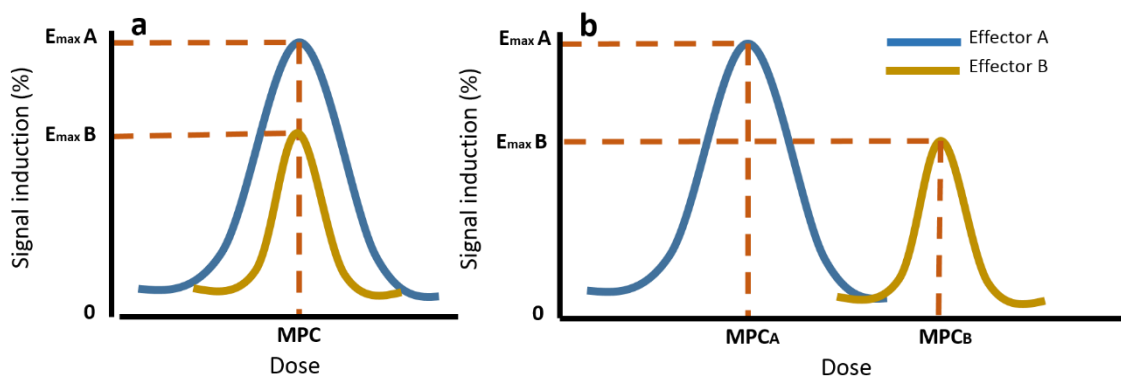 a
Emax A
Emax B
Signal induction (%)
0
MPC
Dose
b
Emax A
Emax B
Signal induction (%)
0
MPCA
MPCB
Dose
Effector A
Effector B